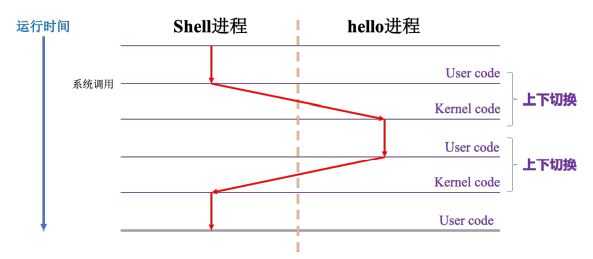 运行时间
Shell进程
hello进程
User code
系统调用
上下切换
Kernel code
User code
上下切换
Kernel code
User code